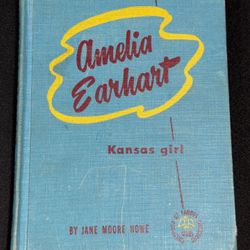 Amelia
Earhart
Kansas girl
BY JANE MOORE HOWE